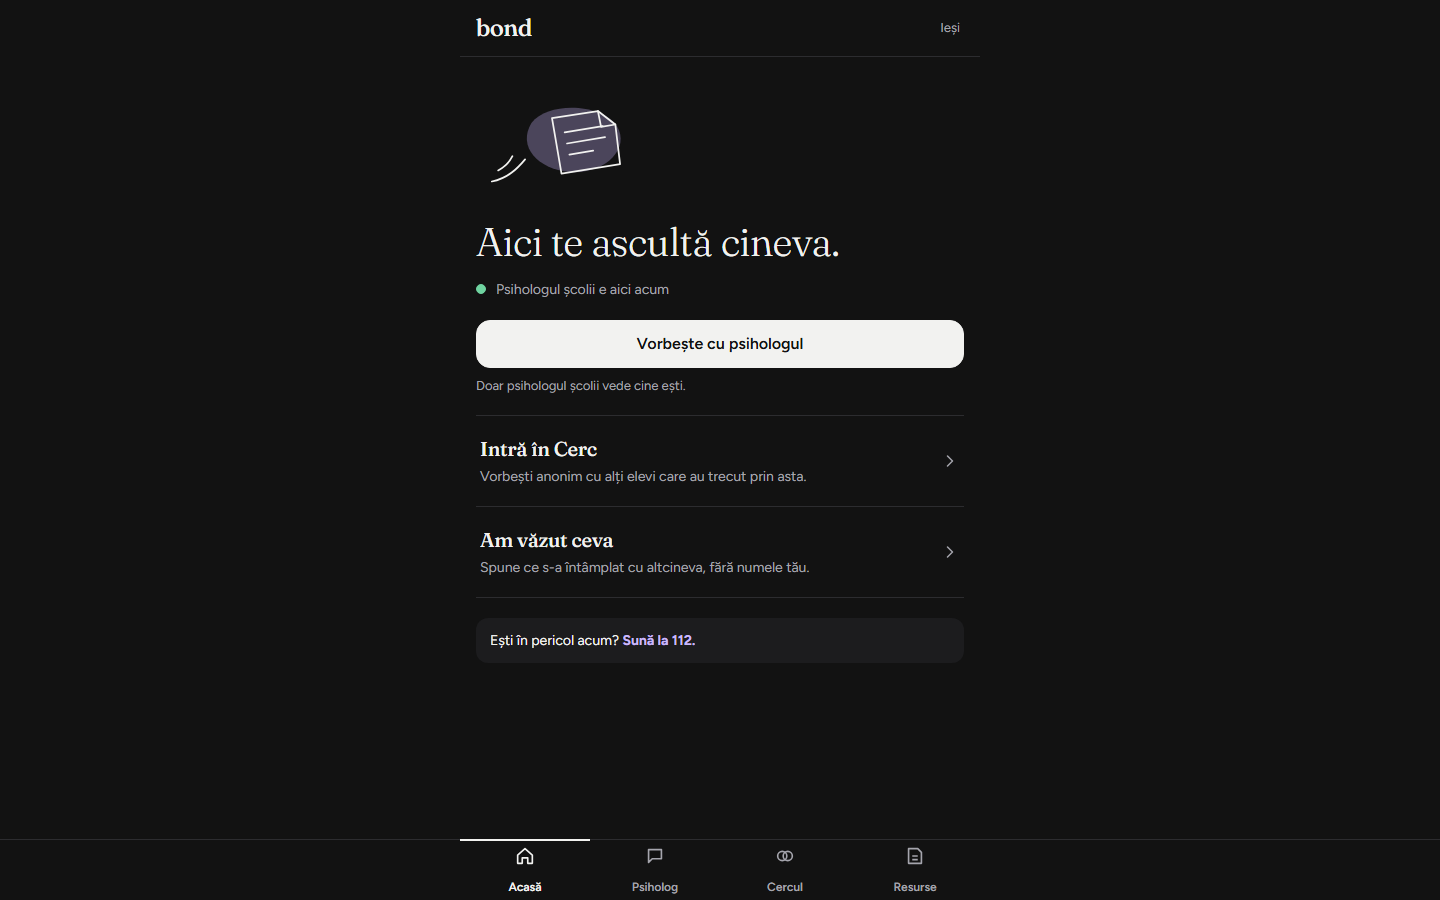 bond
Ieși
Aici te ascultă cineva.
Psihologul școlii e aici acum
Vorbește cu psihologul
Doar psihologul școlii vede cine ești.
Intră în Cerc
Vorbești anonim cu alți elevi care au trecut prin asta.
Am văzut ceva
Spune ce s-a întâmplat cu altcineva, fără numele tău.
Ești în pericol acum? Sună la 112.
Acasă
Psiholog
Cercul
Resurse